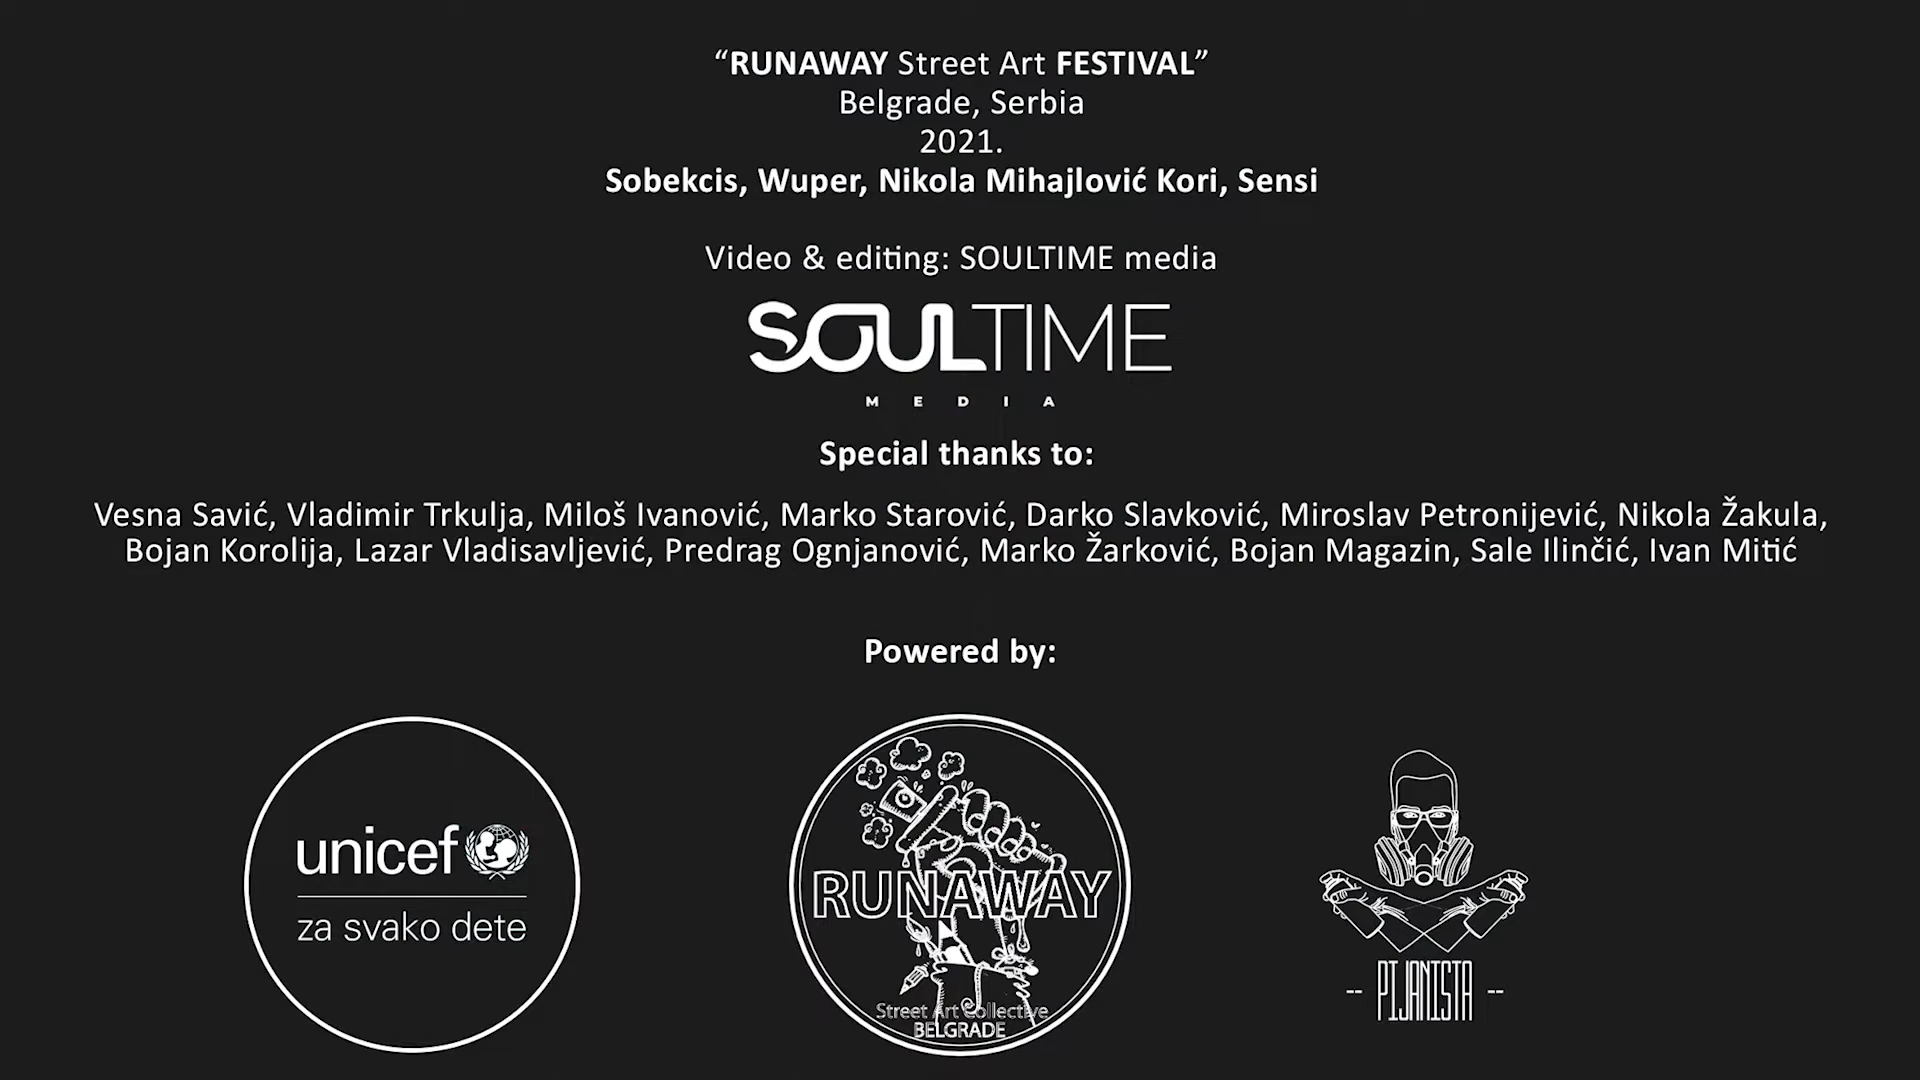 “RUNAWAY Street Art FESTIVAL”
Belgrade, Serbia
2021.
Sobekcis, Wuper, Nikola Mihajlović Kori, Sensi
Video & editing: SOULTIME media
SOULTIME
MEDIA
Special thanks to:
Vesna Savić, Vladimir Trkulja, Miloš Ivanović, Marko Starović, Darko Slavković, Miroslav Petronijević, Nikola Žakula,
Bojan Korolija, Lazar Vladisavljević, Predrag Ognjanović, Marko Žarković, Bojan Magazin, Sale Ilinčić, Ivan Mitić
Powered by:
unicef
za svako dete
RUNAWAY
Street Art Collective
BELGRADE
-- PIJANISTA --